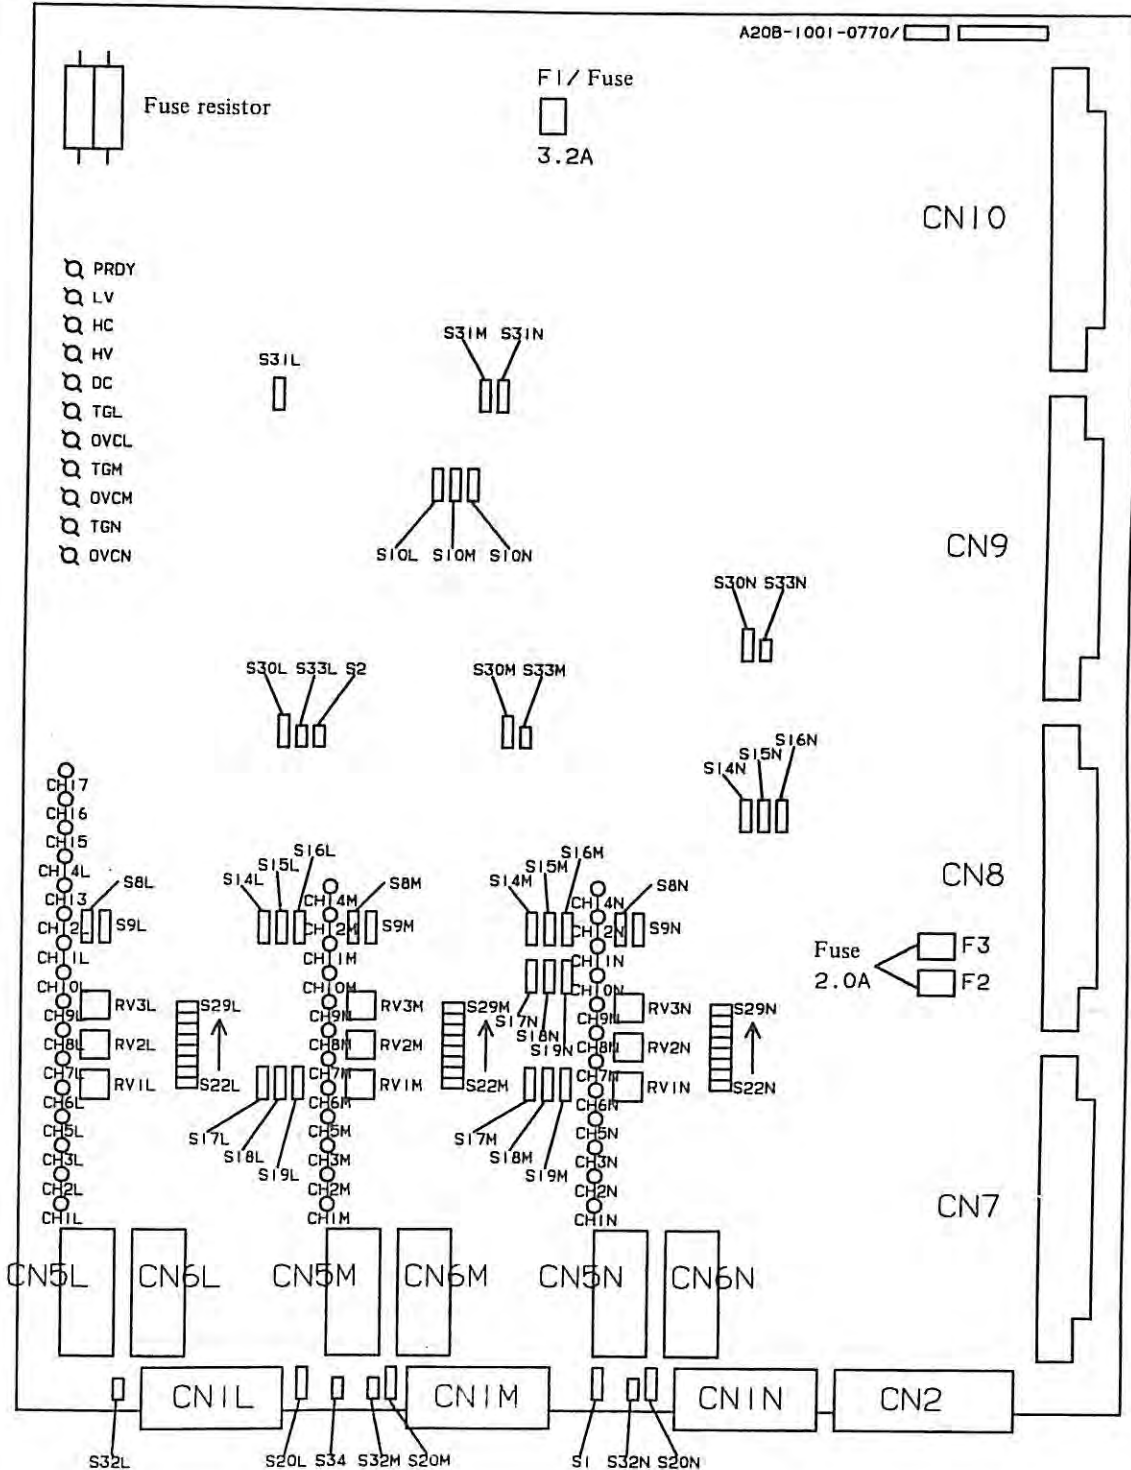 A20B-1001-0770/
F1/ Fuse
Fuse resistor
3.2A
CN10
PRDY
LV
HC
HV
DC
TGL
OVCL
TGM
OVCM
TGN
OVCN
S31M S31N
S31L
S10L S10M S10N
CN9
S30N S33N
S30L S33L S2
S30M S33M
S16N
S15N
S14N
CH17
CH16
CH15
CH14L
CH13
CH12L
CH11L
CH10L
CH9L
CH8L
CH7L
CH6L
CH5L
CH3L
CH2L
CH1L
S8L
S9L
RV3L
RV2L
RV1L
S29L
S22L
S16L
S15L
S14L
S17L
S18L
S19L
CH14M
CH12M
CH11M
CH10M
CH9M
CH8M
CH7M
CH6M
CH5M
CH3M
CH2M
CH1M
S8M
S9M
RV3M
RV2M
RV1M
S29M
S22M
S16M
S15M
S14M
S17N
S18N
S19N
S17M
S18M
S19M
CH14N
CH12N
CH11N
CH10N
CH9N
CH8N
CH7N
CH6N
CH5N
CH3N
CH2N
CH1N
S8N
S9N
RV3N
RV2N
RV1N
S29N
S22N
CN8
Fuse
2.0A
F3
F2
CN7
CN5L CN6L CN5M CN6M CN5N CN6N
CN1L CN1M CN1N CN2
S32L S20L S34 S32M S20M S1 S32N S20N